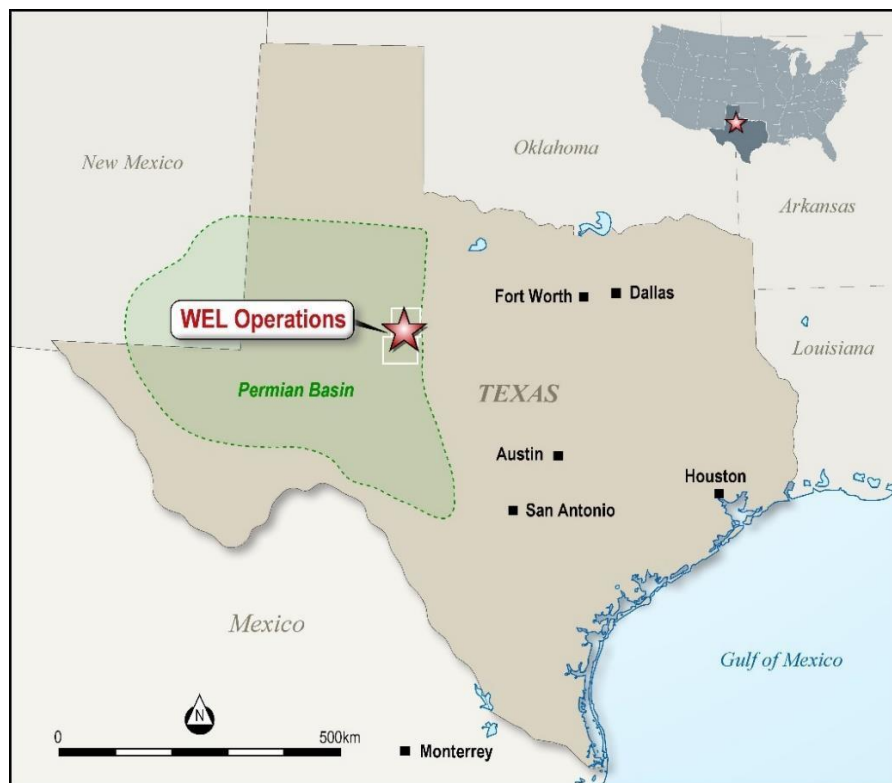 New Mexico
Oklahoma
Arkansas
Fort Worth
Dallas
WEL Operations
Louisiana
Permian Basin
TEXAS
Austin
Houston
San Antonio
Mexico
Gulf of Mexico
N
0
500km
Monterrey